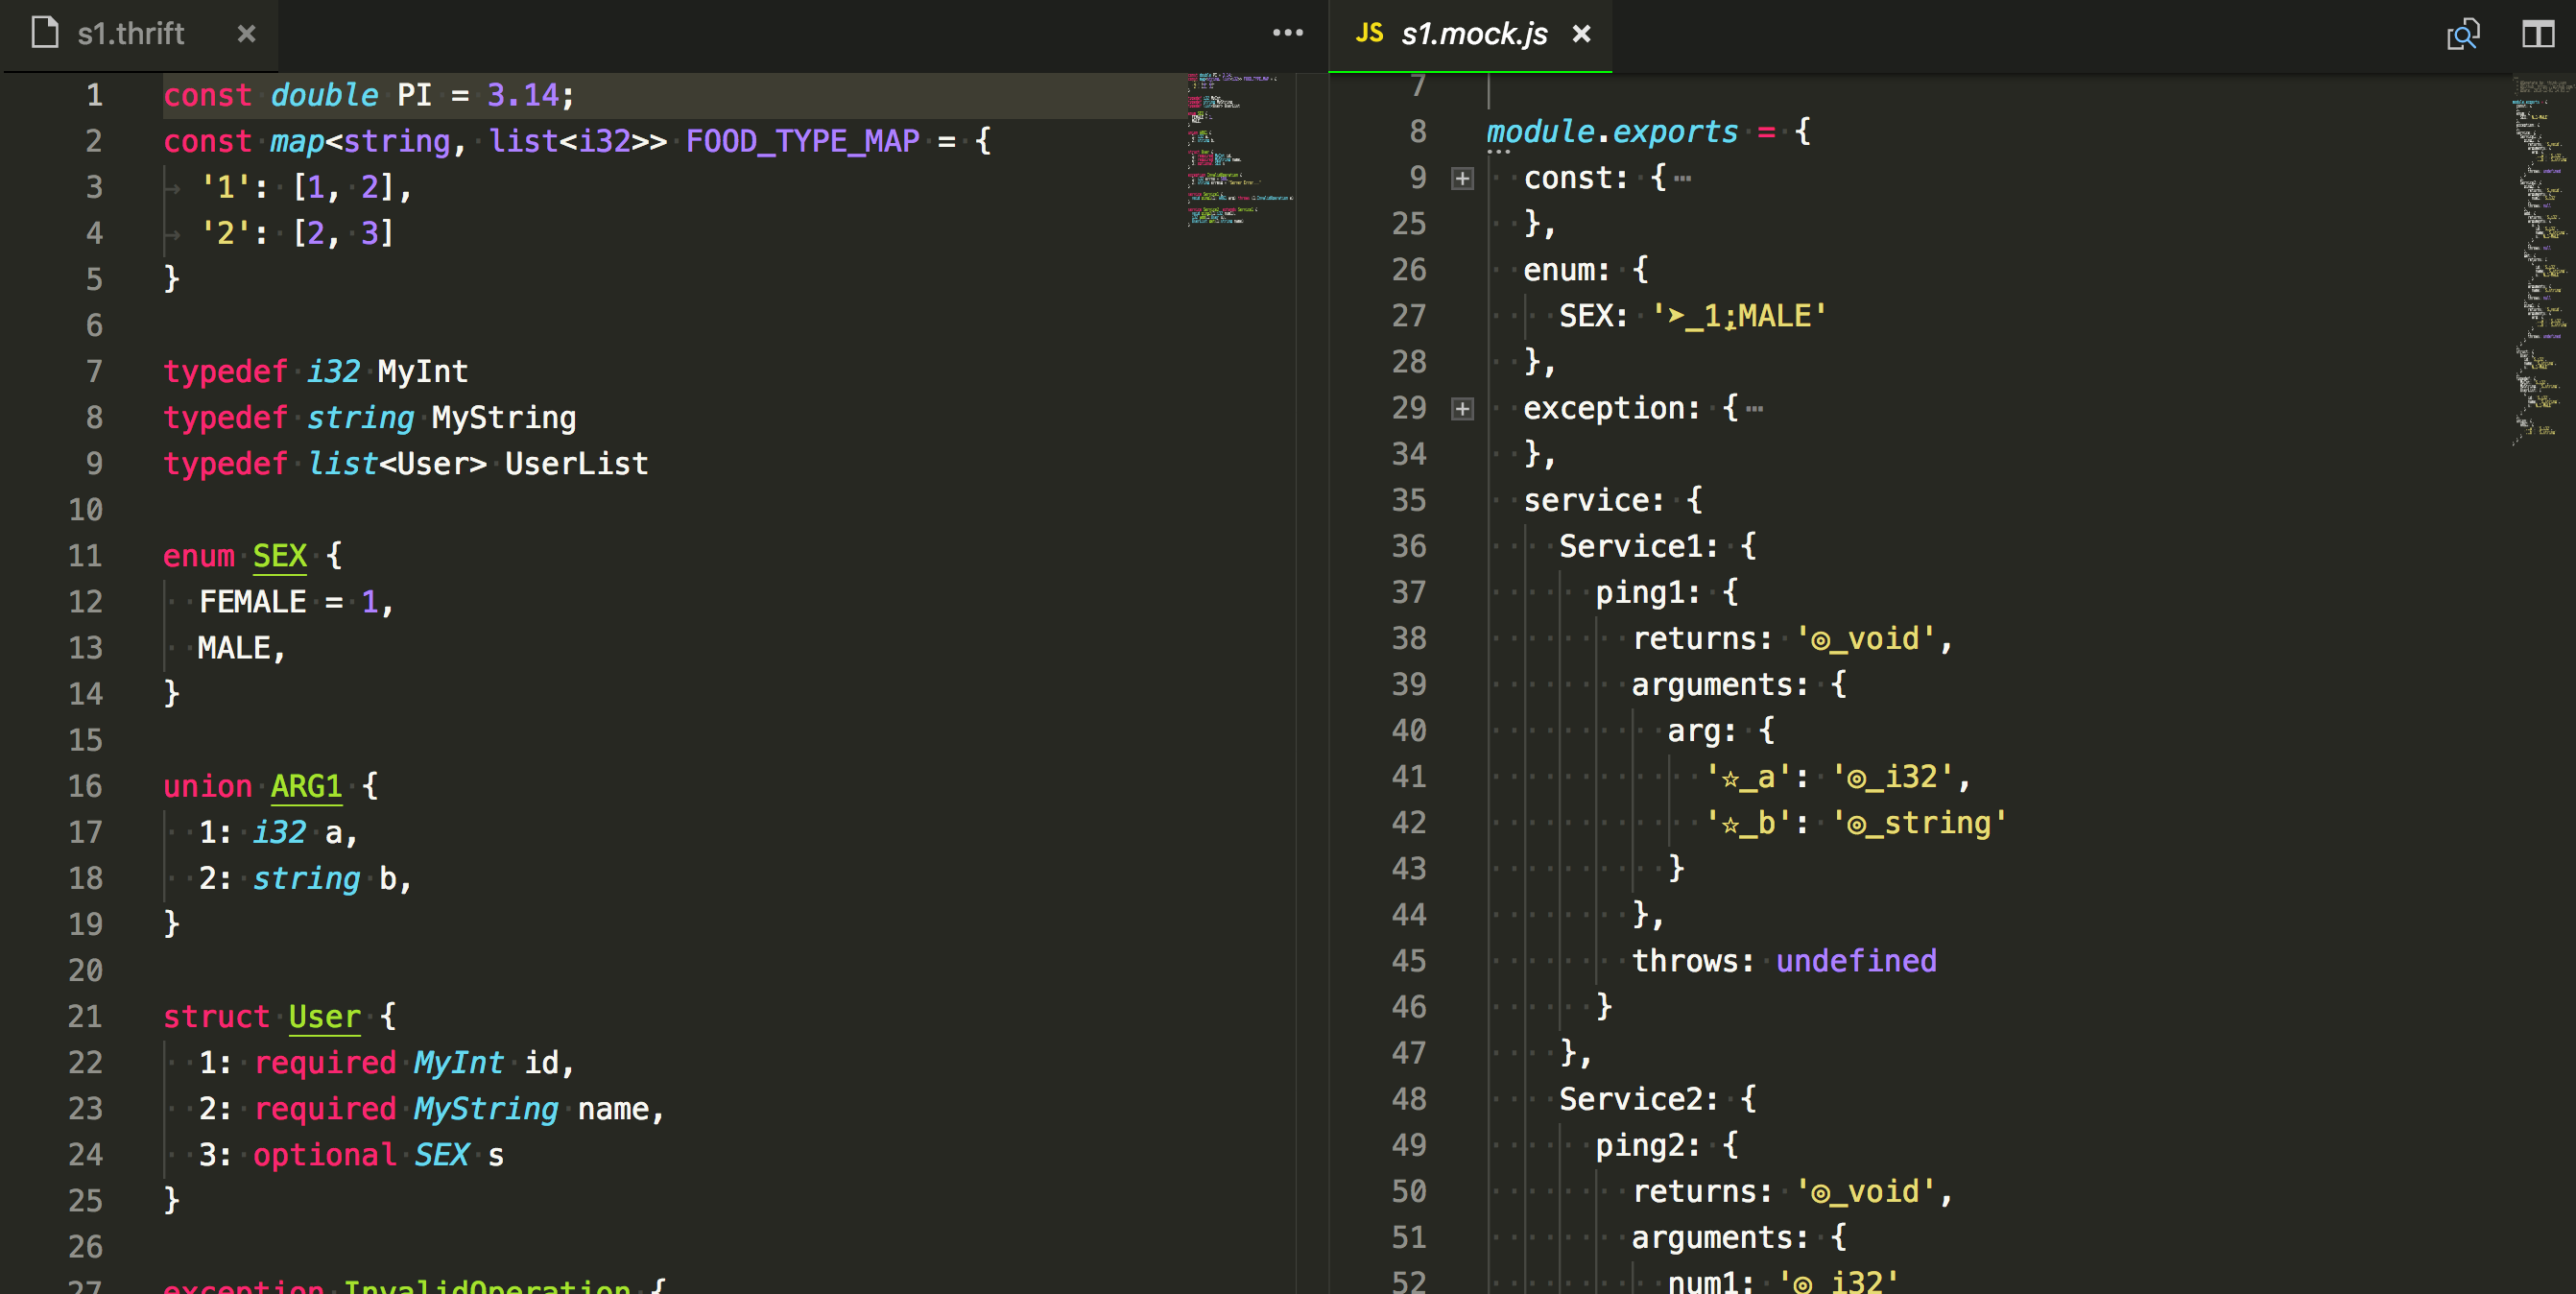 s1.thrift
1 const double PI = 3.14;
2 const map<string, list<i32>> FOOD_TYPE_MAP = {
3 '1': [1, 2],
4 '2': [2, 3]
5 }
6
7 typedef i32 MyInt
8 typedef string MyString
9 typedef list<User> UserList
10
11 enum SEX {
12 FEMALE = 1,
13 MALE,
14 }
15
16 union ARG1 {
17 1: i32 a,
18 2: string b,
19 }
20
21 struct User {
22 1: required MyInt id,
23 2: required MyString name,
24 3: optional SEX s
25 }
26
27 exception InvalidOperation {
JS s1.mock.js
7
8 module.exports = {
9 const: {
25 },
26 enum: {
27 SEX: '➤_1;MALE'
28 },
29 exception: {
34 },
35 service: {
36 Service1: {
37 ping1: {
38 returns: '◎_void',
39 arguments: {
40 arg: {
41 '☆_a': '◎_i32',
42 '☆_b': '◎_string'
43 }
44 },
45 throws: undefined
46 }
47 },
48 Service2: {
49 ping2: {
50 returns: '◎_void',
51 arguments: {
52 num1: '◎_i32'